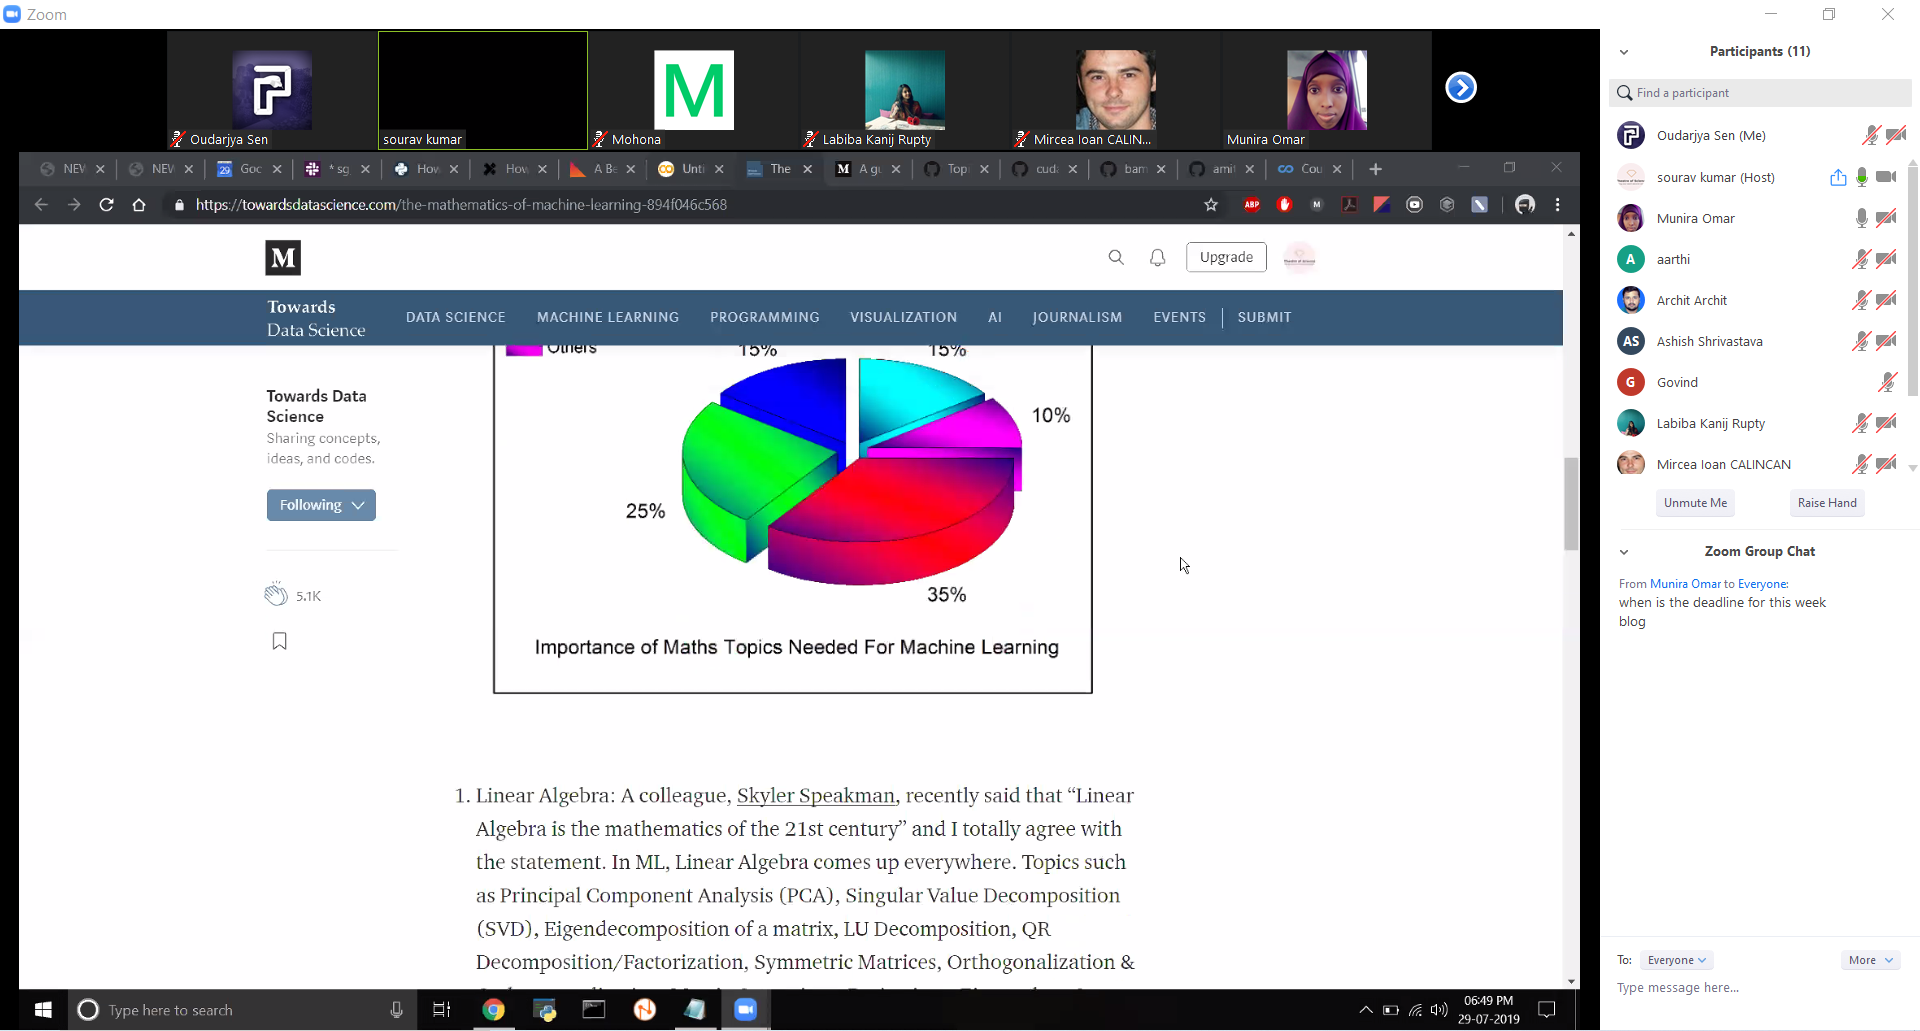 Zoom
Oudarjya Sen
sourav kumar
M
Mohona
Labiba Kanij Rupty
Mircea Ioan CALIN...
Munira Omar
NEV
NEV
29
Goc
* sg
Hov
Hov
A Be
Unti
The
M
A gu
Top
cuda
bam
amit
Cou
https://towardsdatascience.com/the-mathematics-of-machine-learning-894f046c568
ABP
M
M
Upgrade
Towards
Data Science
DATA SCIENCE
MACHINE LEARNING
PROGRAMMING
VISUALIZATION
AI
JOURNALISM
EVENTS
SUBMIT
Others
15%
15%
10%
25%
35%
Importance of Maths Topics Needed For Machine Learning
Towards Data
Science
Sharing concepts,
ideas, and codes.
Following
5.1K
1. Linear Algebra: A colleague, Skyler Speakman, recently said that “Linear
Algebra is the mathematics of the 21st century” and I totally agree with
the statement. In ML, Linear Algebra comes up everywhere. Topics such
as Principal Component Analysis (PCA), Singular Value Decomposition
(SVD), Eigendecomposition of a matrix, LU Decomposition, QR
Decomposition/Factorization, Symmetric Matrices, Orthogonalization &
Type here to search
06:49 PM
29-07-2019
Participants (11)
Find a participant
Oudarjya Sen (Me)
sourav kumar (Host)
Munira Omar
A
aarthi
Archit Archit
AS
Ashish Shrivastava
G
Govind
Labiba Kanij Rupty
Mircea Ioan CALINCAN
Unmute Me
Raise Hand
Zoom Group Chat
From Munira Omar to Everyone:
when is the deadline for this week
blog
To:
Everyone
More
Type message here...